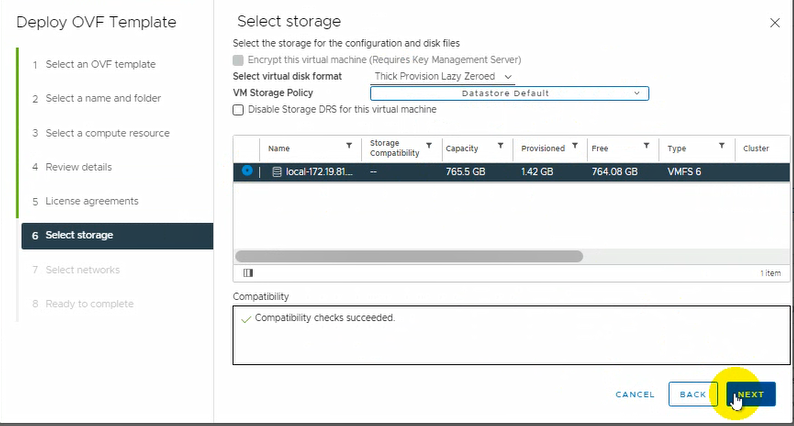 Deploy OVF Template
1 Select an OVF template
2 Select a name and folder
3 Select a compute resource
4 Review details
5 License agreements
6 Select storage
7 Select networks
8 Ready to complete
Select storage
Select the storage for the configuration and disk files
Encrypt this virtual machine (Requires Key Management Server)
Select virtual disk format Thick Provision Lazy Zeroed
VM Storage Policy Datastore Default
Disable Storage DRS for this virtual machine
Name Storage Compatibility Capacity Provisioned Free Type Cluster
local-172.19.81.... -- 765.5 GB 1.42 GB 764.08 GB VMFS 6
1 item
Compatibility
Compatibility checks succeeded.
CANCEL BACK NEXT